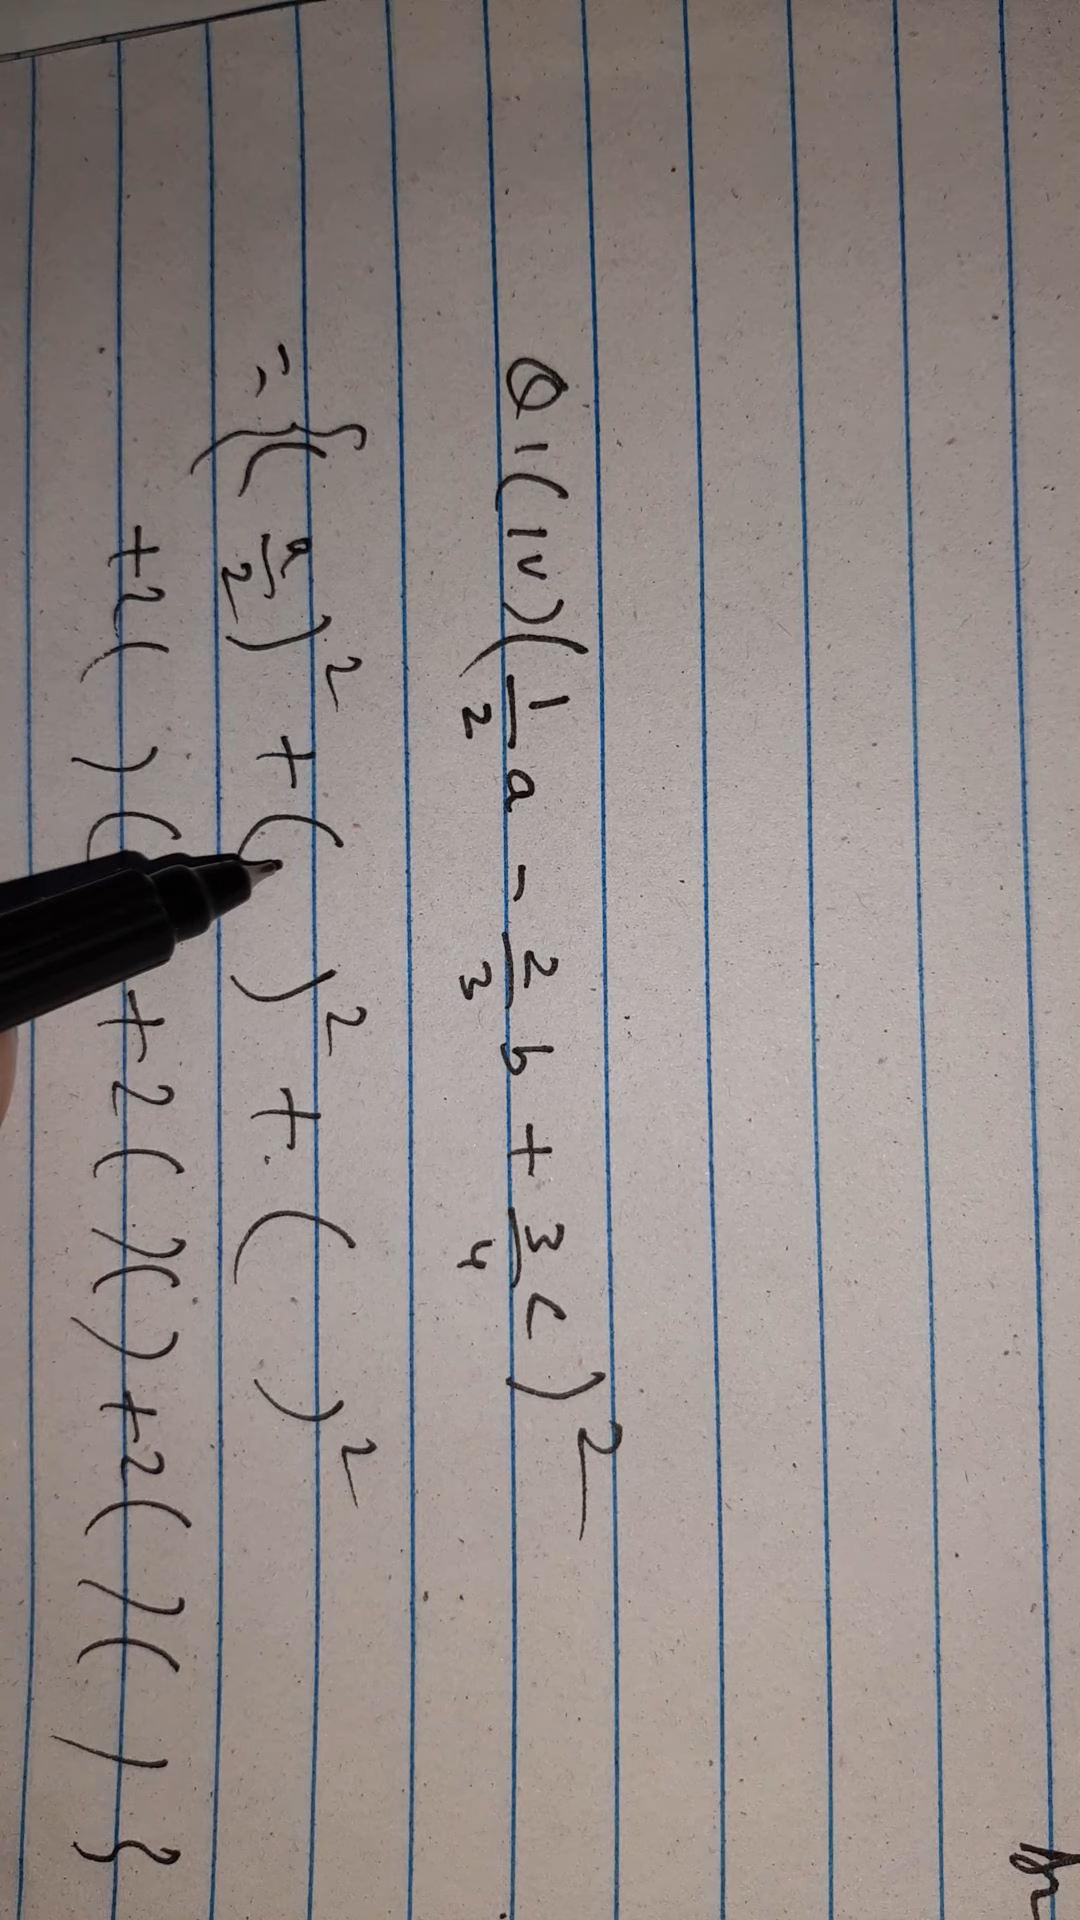 Q1(iv)(1/2 a - 2/3 b + 3/4 c)²
= {(a/2)² + ( )² + ( )²
+2( )( + 2( )( ) +2( )( ) }